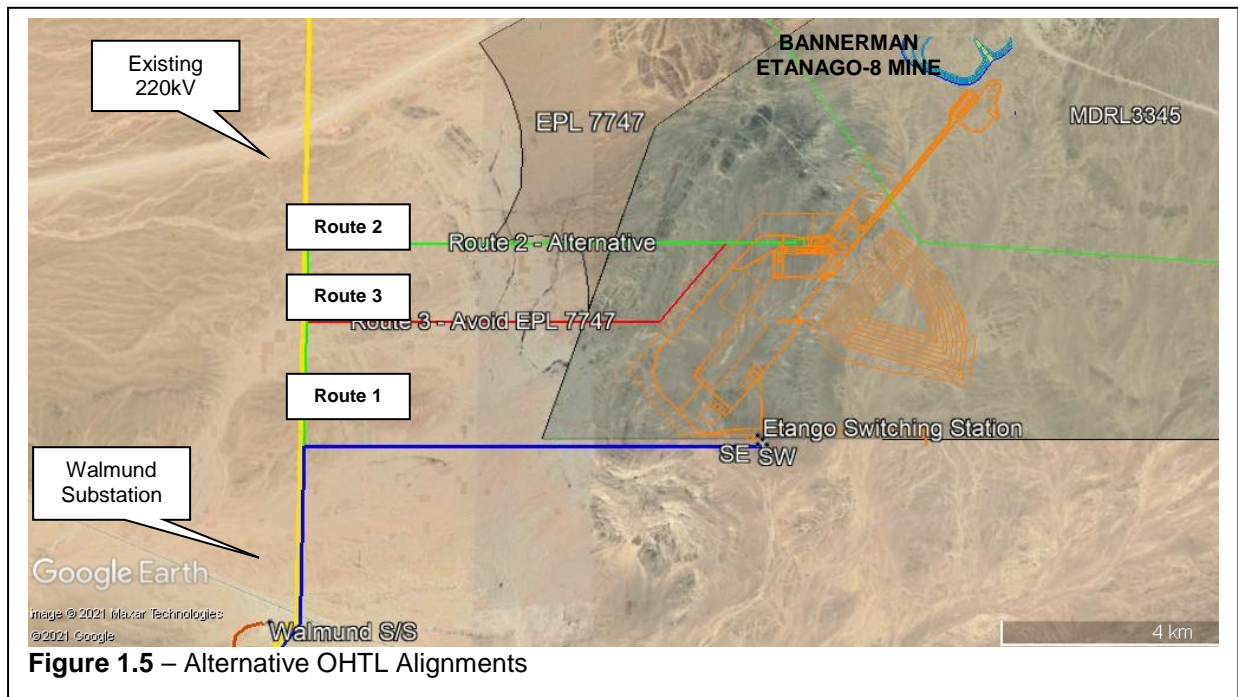 Existing
220kV
BANNERMAN
ETANAGO-8 MINE
EPL 7747
MDRL3345
Route 2
Route 2 - Alternative
Route 3
Route 3 - Avoid EPL 7747
Route 1
Etango Switching Station
SE SW
Walmund
Substation
Google Earth
Image © 2021 Maxar Technologies
©2021 Google
Walmund S/S
4 km
Figure 1.5 – Alternative OHTL Alignments